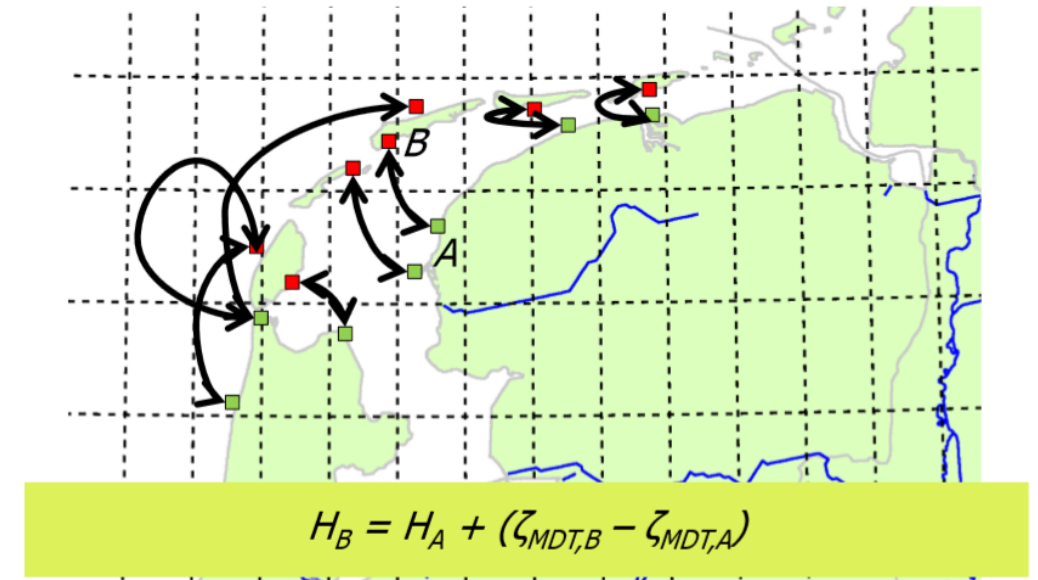 B
A
H_B = H_A + (ζ_MDT,B − ζ_MDT,A)